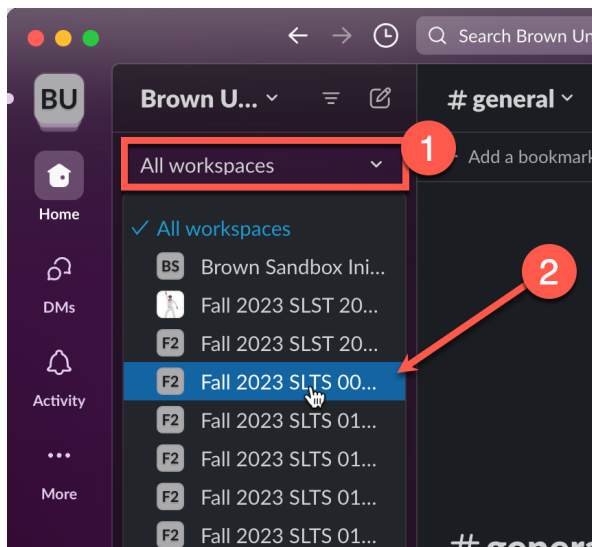 Search Brown Un
BU
Brown U...
# general
1
All workspaces
Add a bookmark
Home
All workspaces
BS Brown Sandbox Ini...
2
DMs
Fall 2023 SLST 20...
F2 Fall 2023 SLST 20...
F2 Fall 2023 SLTS 00...
Activity
F2 Fall 2023 SLTS 01...
F2 Fall 2023 SLTS 01...
More
F2 Fall 2023 SLTS 01...
F2 Fall 2023 SLTS 01...
# genera